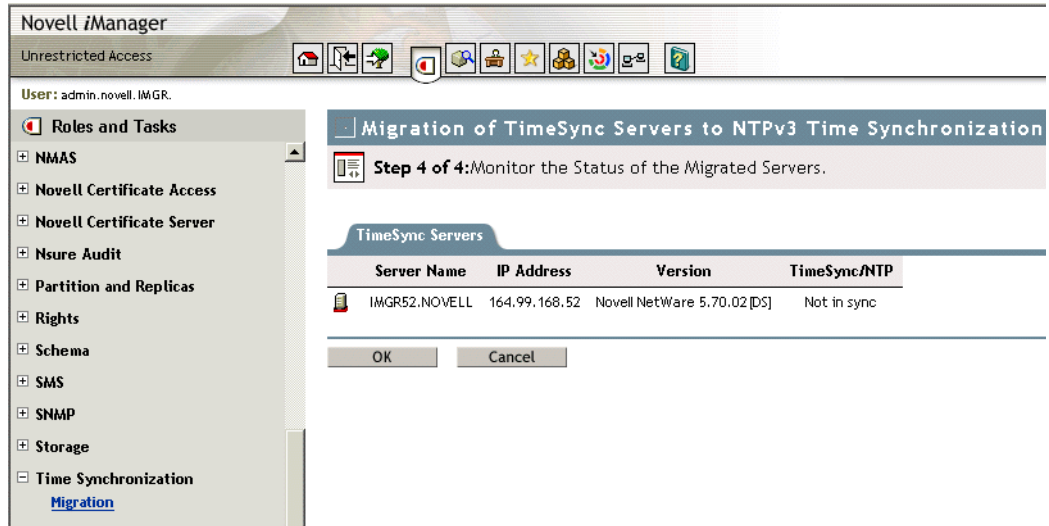 Novell iManager
Unrestricted Access
User: admin.novell.IMGR.
Roles and Tasks
NMAS
Novell Certificate Access
Novell Certificate Server
Nsure Audit
Partition and Replicas
Rights
Schema
SMS
SNMP
Storage
Time Synchronization
Migration
Migration of TimeSync Servers to NTPv3 Time Synchronization
Step 4 of 4:Monitor the Status of the Migrated Servers.
TimeSync Servers
Server Name IP Address Version TimeSync/NTP
IMGR52.NOVELL 164.99.168.52 Novell NetWare 5.70.02[DS] Not in sync
OK Cancel